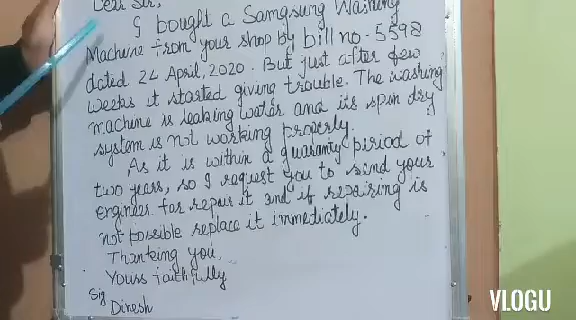 Dear Sir,
I bought a Samgsung Washing
Machine from your shop by bill no - 5598
dated 24 April, 2020. But just after few
weeks it started giving trouble. The washing
machine is leaking water and its spin dry
system is not working properly.
As it is within a guaranty period of
two years, so I request you to send your
engineer for repair it and if repairing is
not possible replace it immediately.
Thanking you,
Yours faithfully
Sig
Dinesh
VLOGU